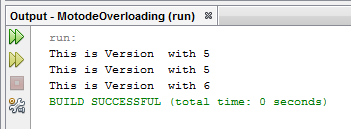 Output - MotodeOverloading (run)
run:
This is Version  with 5
This is Version  with 5
This is Version  with 6
BUILD SUCCESSFUL (total time: 0 seconds)